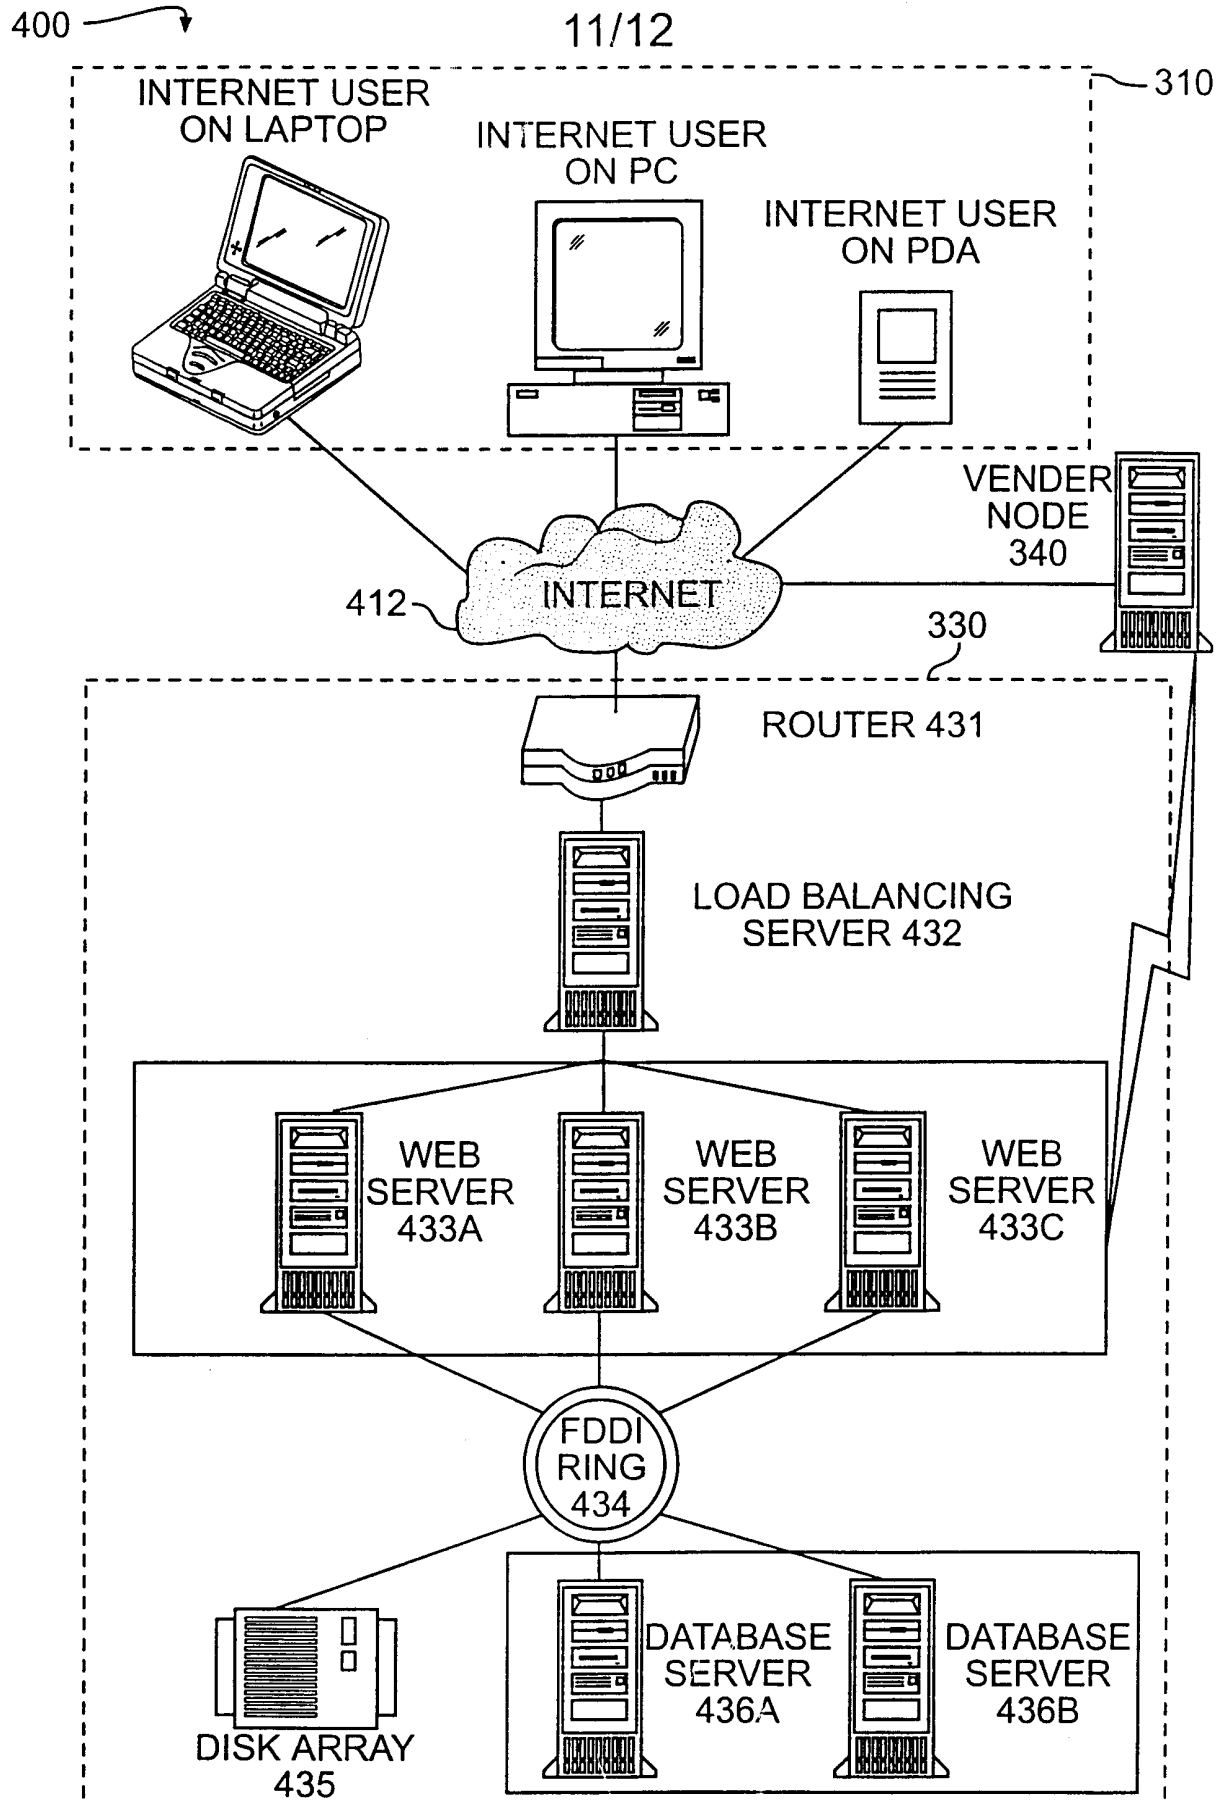 400
11/12
310
INTERNET USER
ON LAPTOP
INTERNET USER
ON PC
INTERNET USER
ON PDA
VENDER
NODE
340
412
INTERNET
330
ROUTER 431
LOAD BALANCING
SERVER 432
WEB
SERVER
433A
WEB
SERVER
433B
WEB
SERVER
433C
FDDI
RING
434
DISK ARRAY
435
DATABASE
SERVER
436A
DATABASE
SERVER
436B